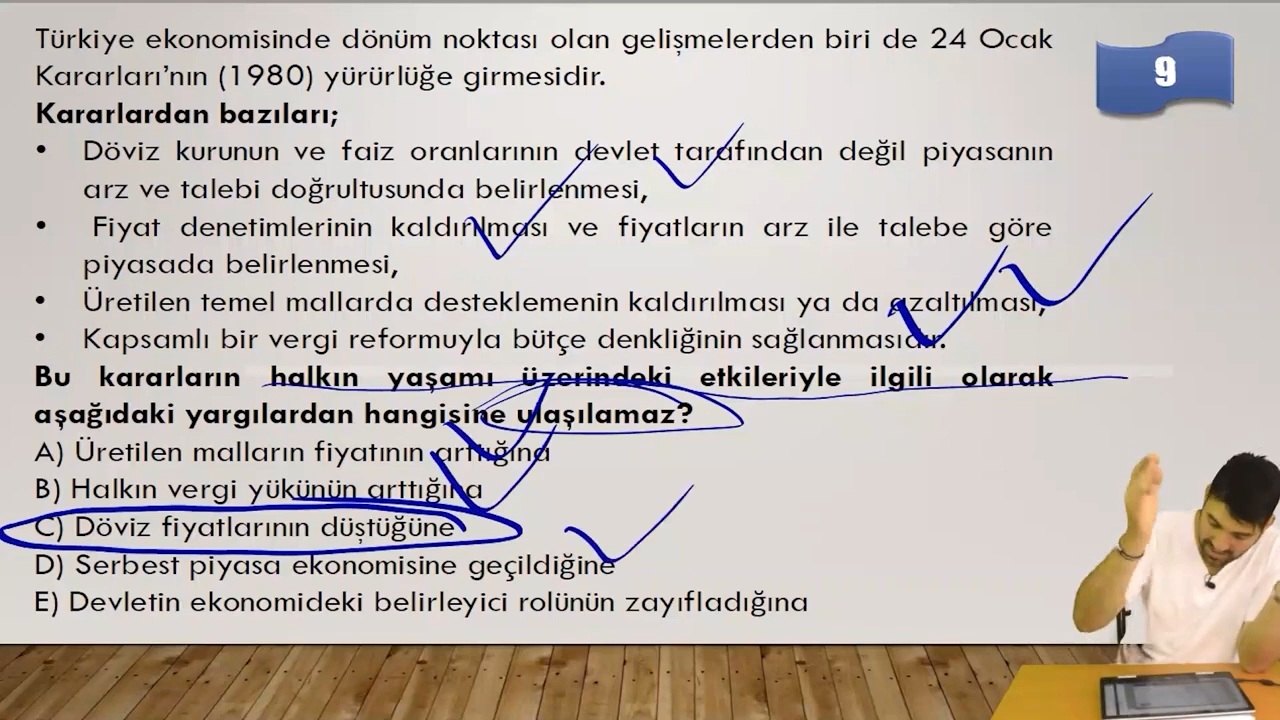 Türkiye ekonomisinde dönüm noktası olan gelişmelerden biri de 24 Ocak
Kararları'nın (1980) yürürlüğe girmesidir.
9
Kararlardan bazıları;
• Döviz kurunun ve faiz oranlarının devlet tarafından değil piyasanın
arz ve talebi doğrultusunda belirlenmesi,
• Fiyat denetimlerinin kaldırılması ve fiyatların arz ile talebe göre
piyasada belirlenmesi,
• Üretilen temel mallarda desteklemenin kaldırılması ya da azaltılması,
• Kapsamlı bir vergi reformuyla bütçe denkliğinin sağlanmasıdır.
Bu kararların halkın yaşamı üzerindeki etkileriyle ilgili olarak
aşağıdaki yargılardan hangisine ulaşılamaz?
A) Üretilen malların fiyatının arttığına
B) Halkın vergi yükünün arttığına
C) Döviz fiyatlarının düştüğüne
D) Serbest piyasa ekonomisine geçildiğine
E) Devletin ekonomideki belirleyici rolünün zayıfladığına